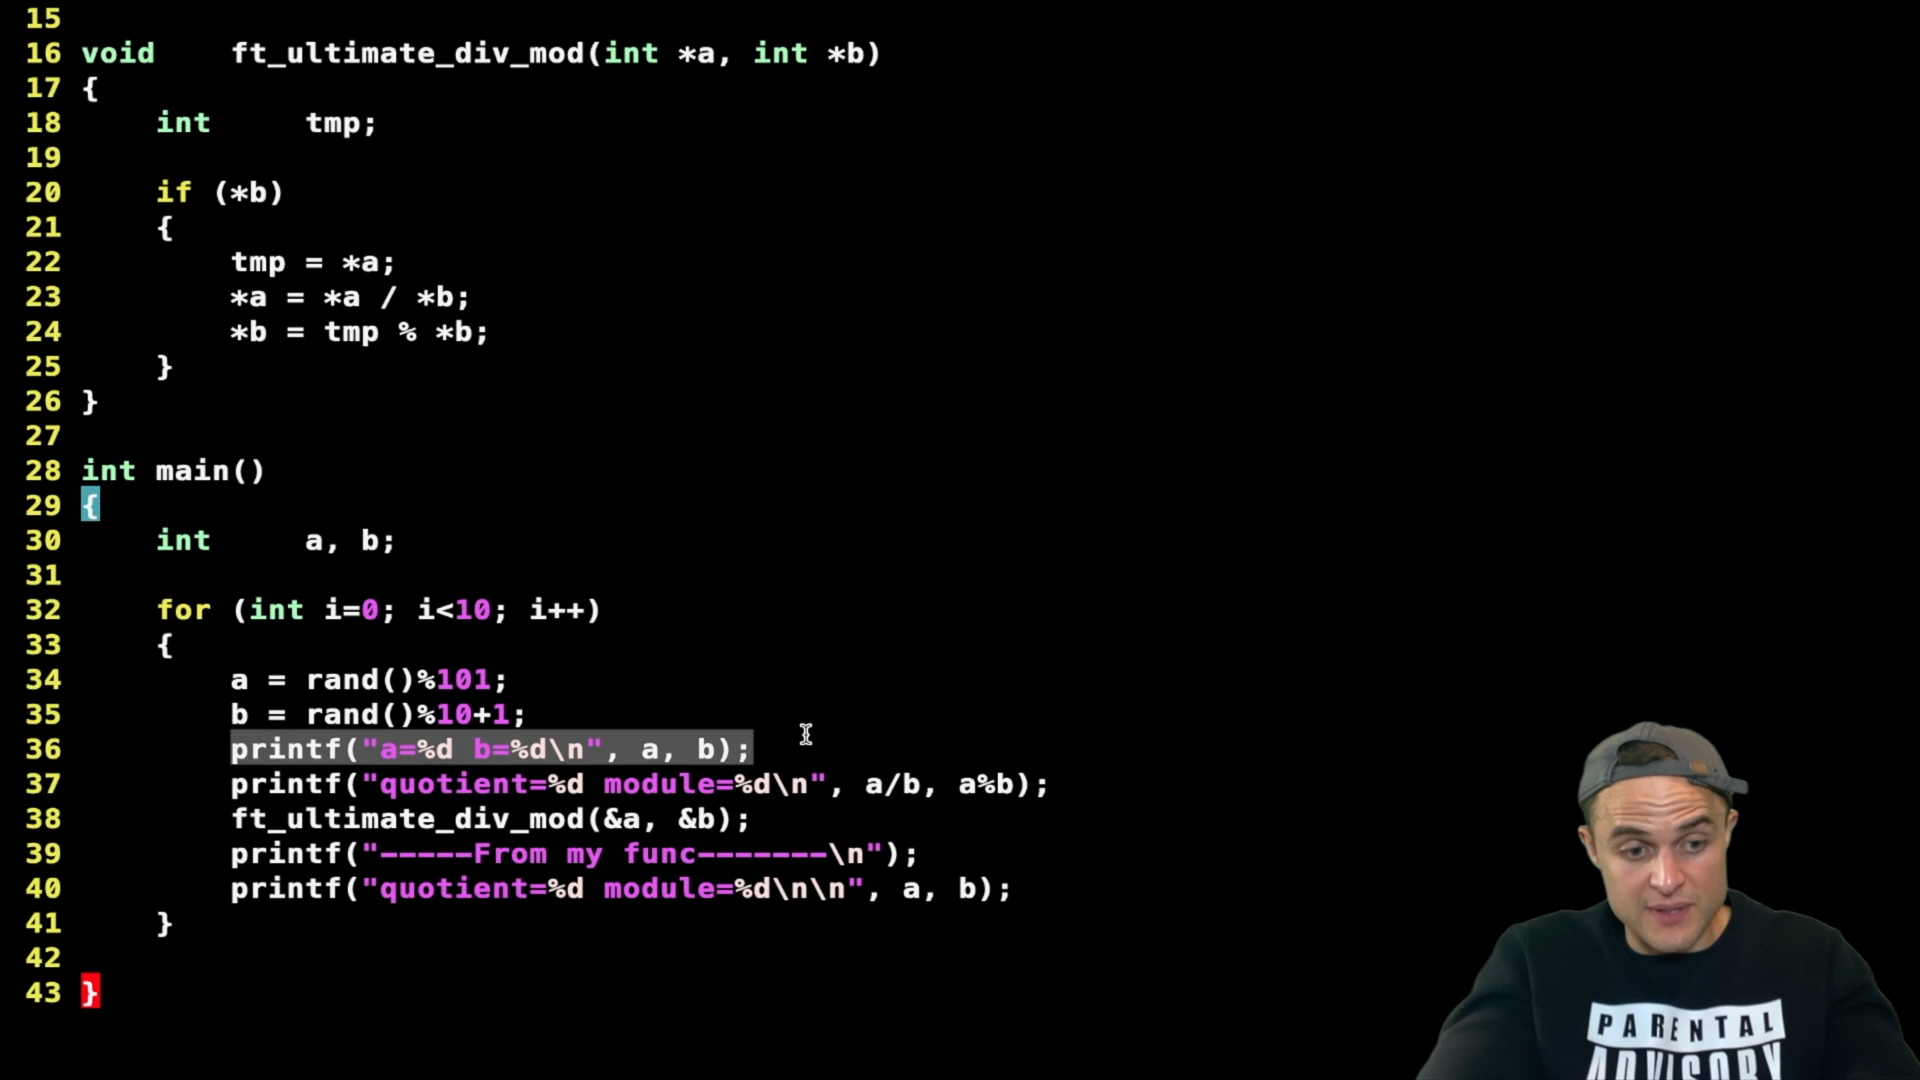 15
16 void    ft_ultimate_div_mod(int *a, int *b)
17 {
18     int     tmp;
19
20     if (*b)
21     {
22         tmp = *a;
23         *a = *a / *b;
24         *b = tmp % *b;
25     }
26 }
27
28 int main()
29 {
30     int     a, b;
31
32     for (int i=0; i<10; i++)
33     {
34         a = rand()%101;
35         b = rand()%10+1;
36         printf("a=%d b=%d\n", a, b);
37         printf("quotient=%d module=%d\n", a/b, a%b);
38         ft_ultimate_div_mod(&a, &b);
39         printf("-----From my func-------\n");
40         printf("quotient=%d module=%d\n\n", a, b);
41     }
42
43 }
PARENTAL
ADVISORY